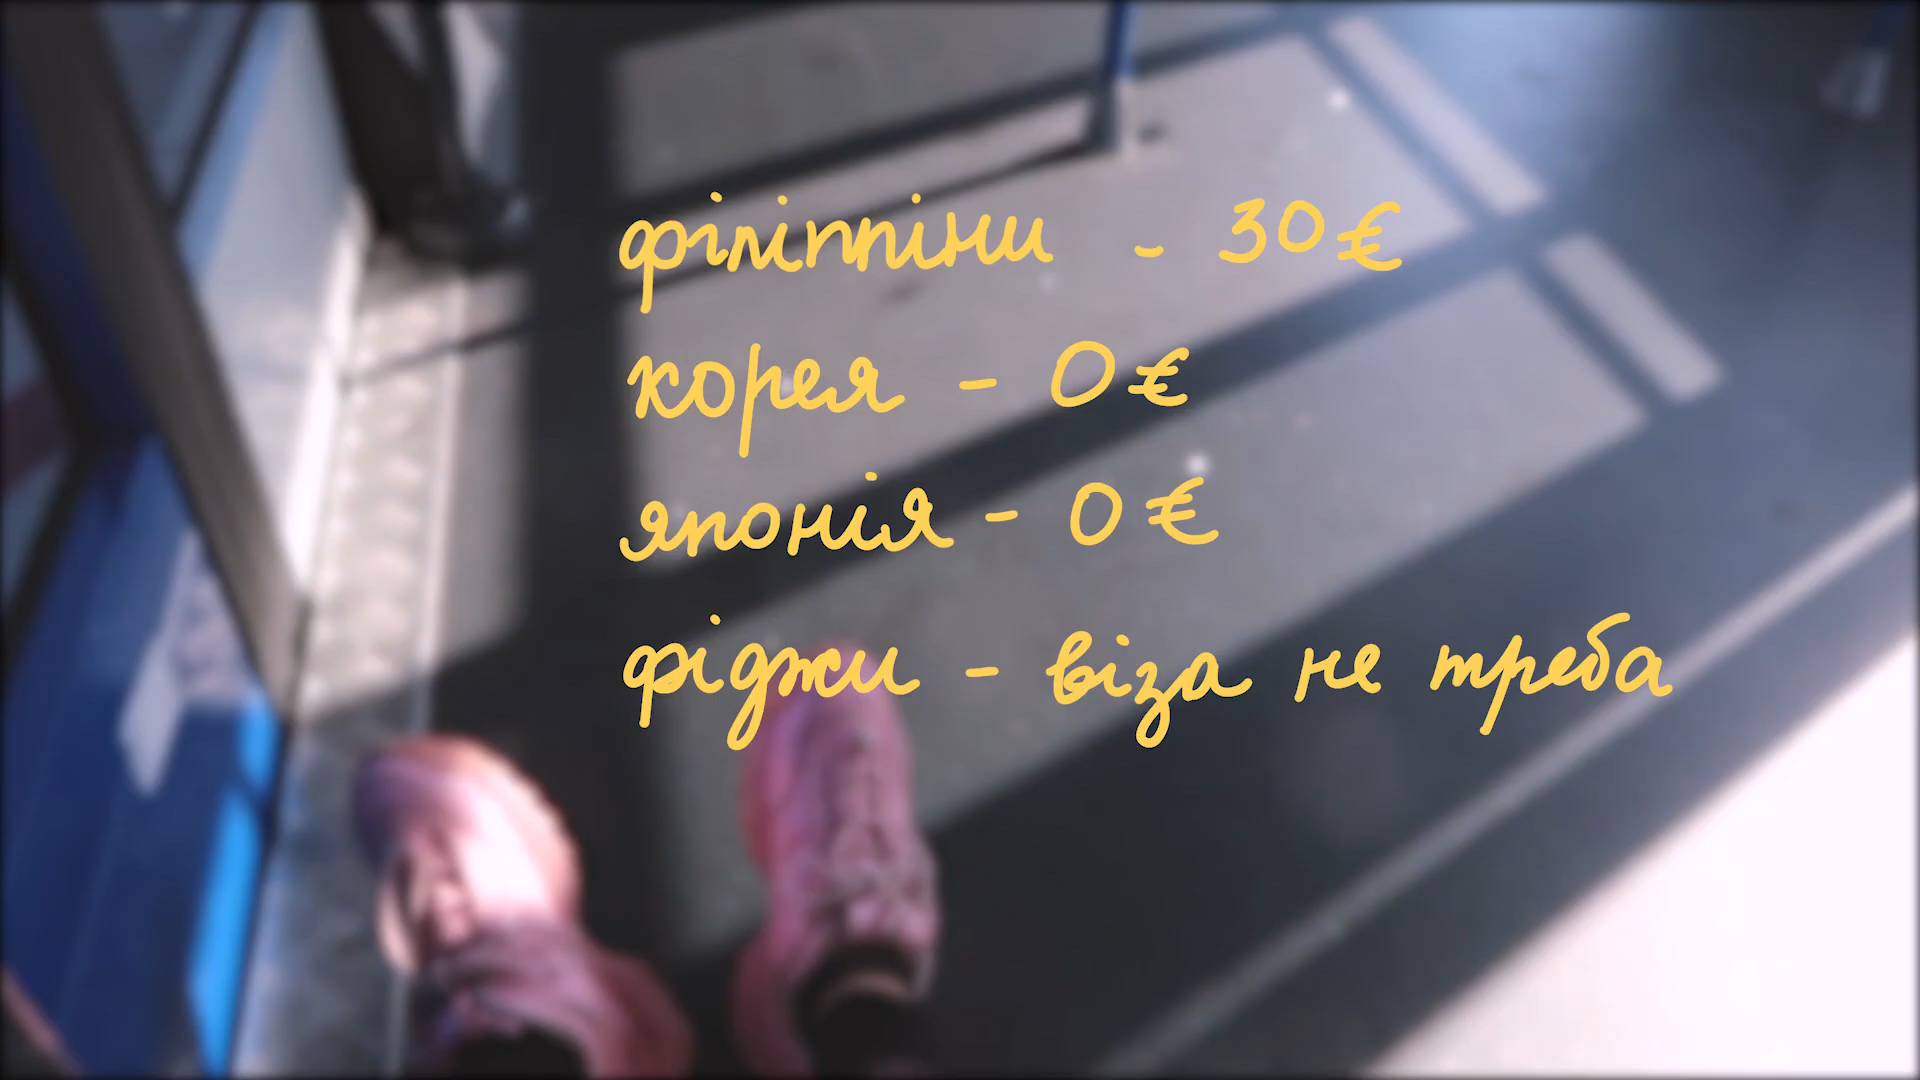 філіппіни - 30€
корея - 0€
японія - 0€
фіджи - віза не треба